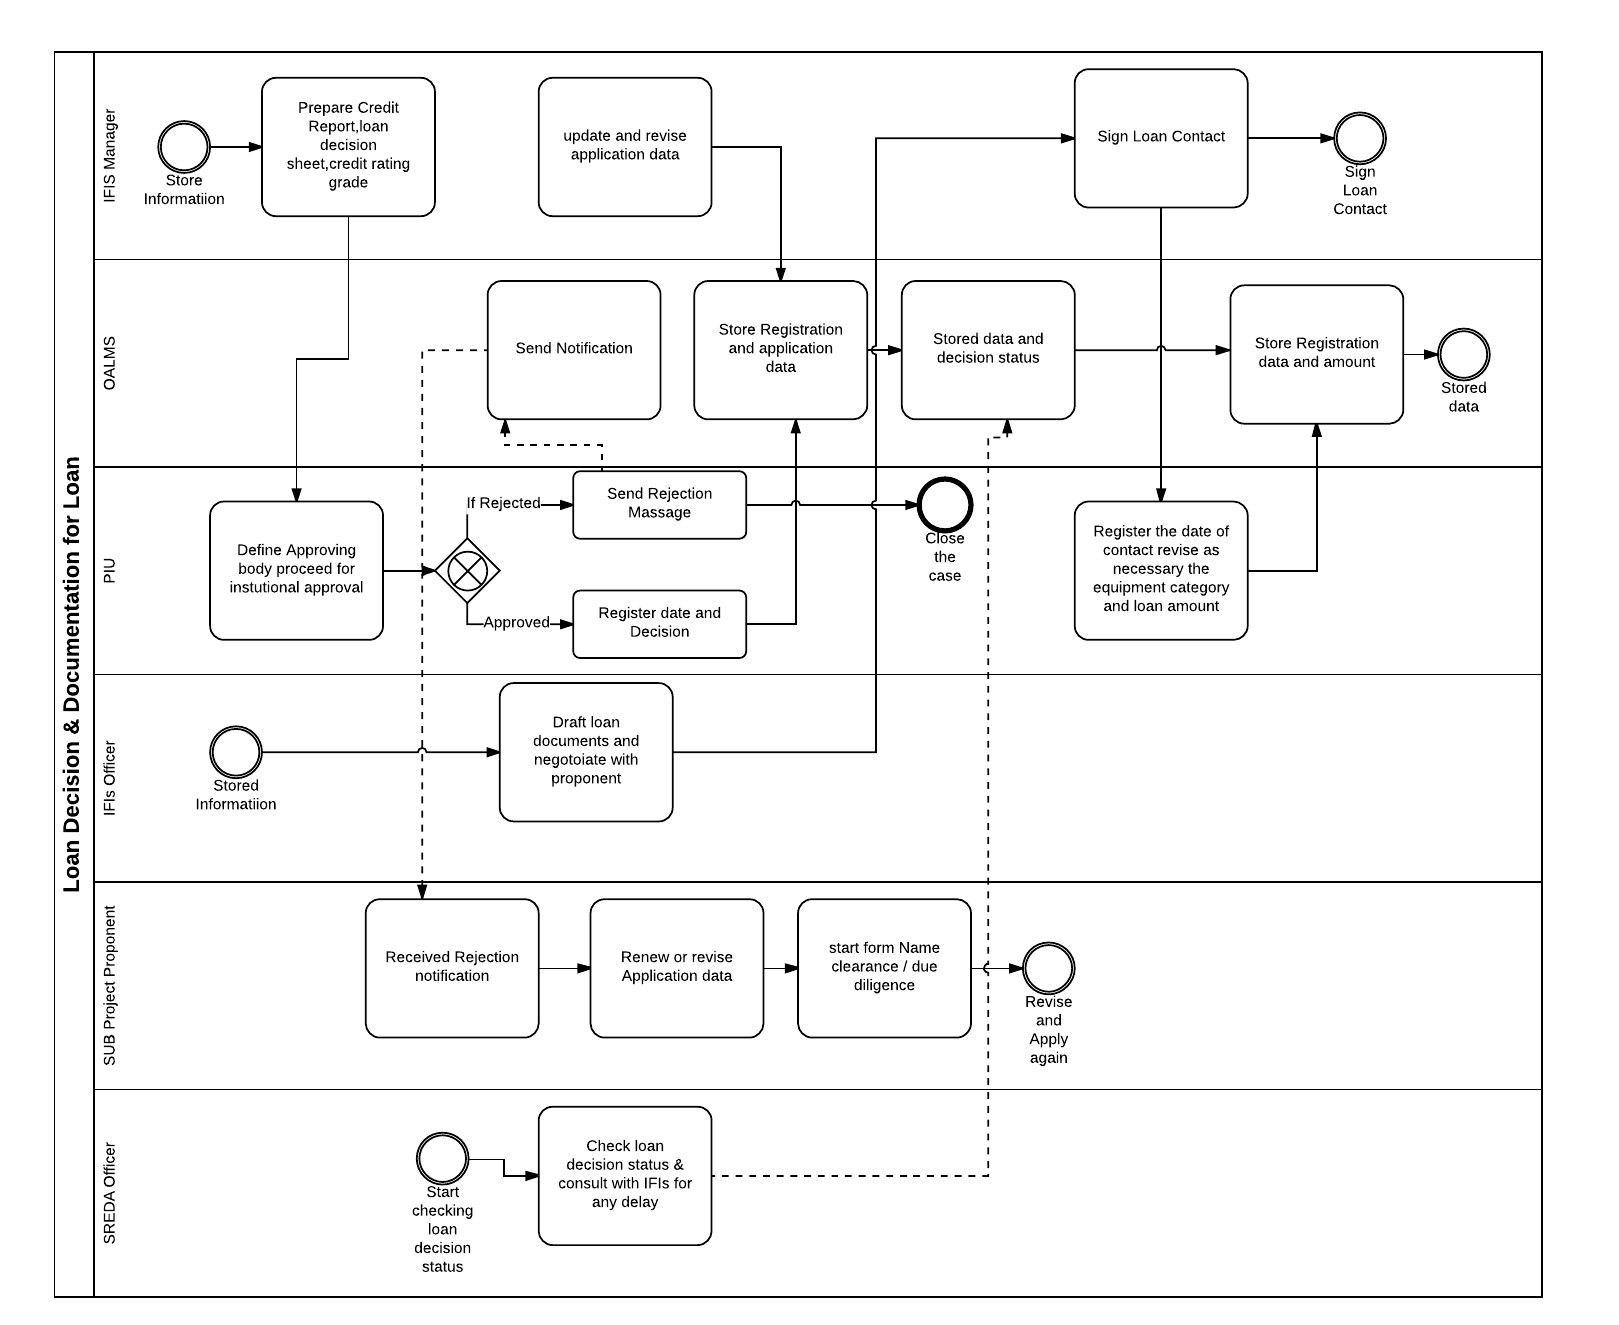 Loan Decision & Documentation for Loan
IFIS Manager
Store
Informatiion
Prepare Credit
Report,loan
decision
sheet,credit rating
grade
update and revise
application data
Sign Loan Contact
Sign
Loan
Contact
OALMS
Send Notification
Store Registration
and application
data
Stored data and
decision status
Store Registration
data and amount
Stored
data
PIU
Define Approving
body proceed for
instutional approval
If Rejected
Send Rejection
Massage
Approved
Register date and
Decision
Close
the
case
Register the date of
contact revise as
necessary the
equipment category
and loan amount
IFIs Officer
Stored
Informatiion
Draft loan
documents and
negotoiate with
proponent
SUB Project Proponent
Received Rejection
notification
Renew or revise
Application data
start form Name
clearance / due
diligence
Revise
and
Apply
again
SREDA Officer
Start
checking
loan
decision
status
Check loan
decision status &
consult with IFIs for
any delay